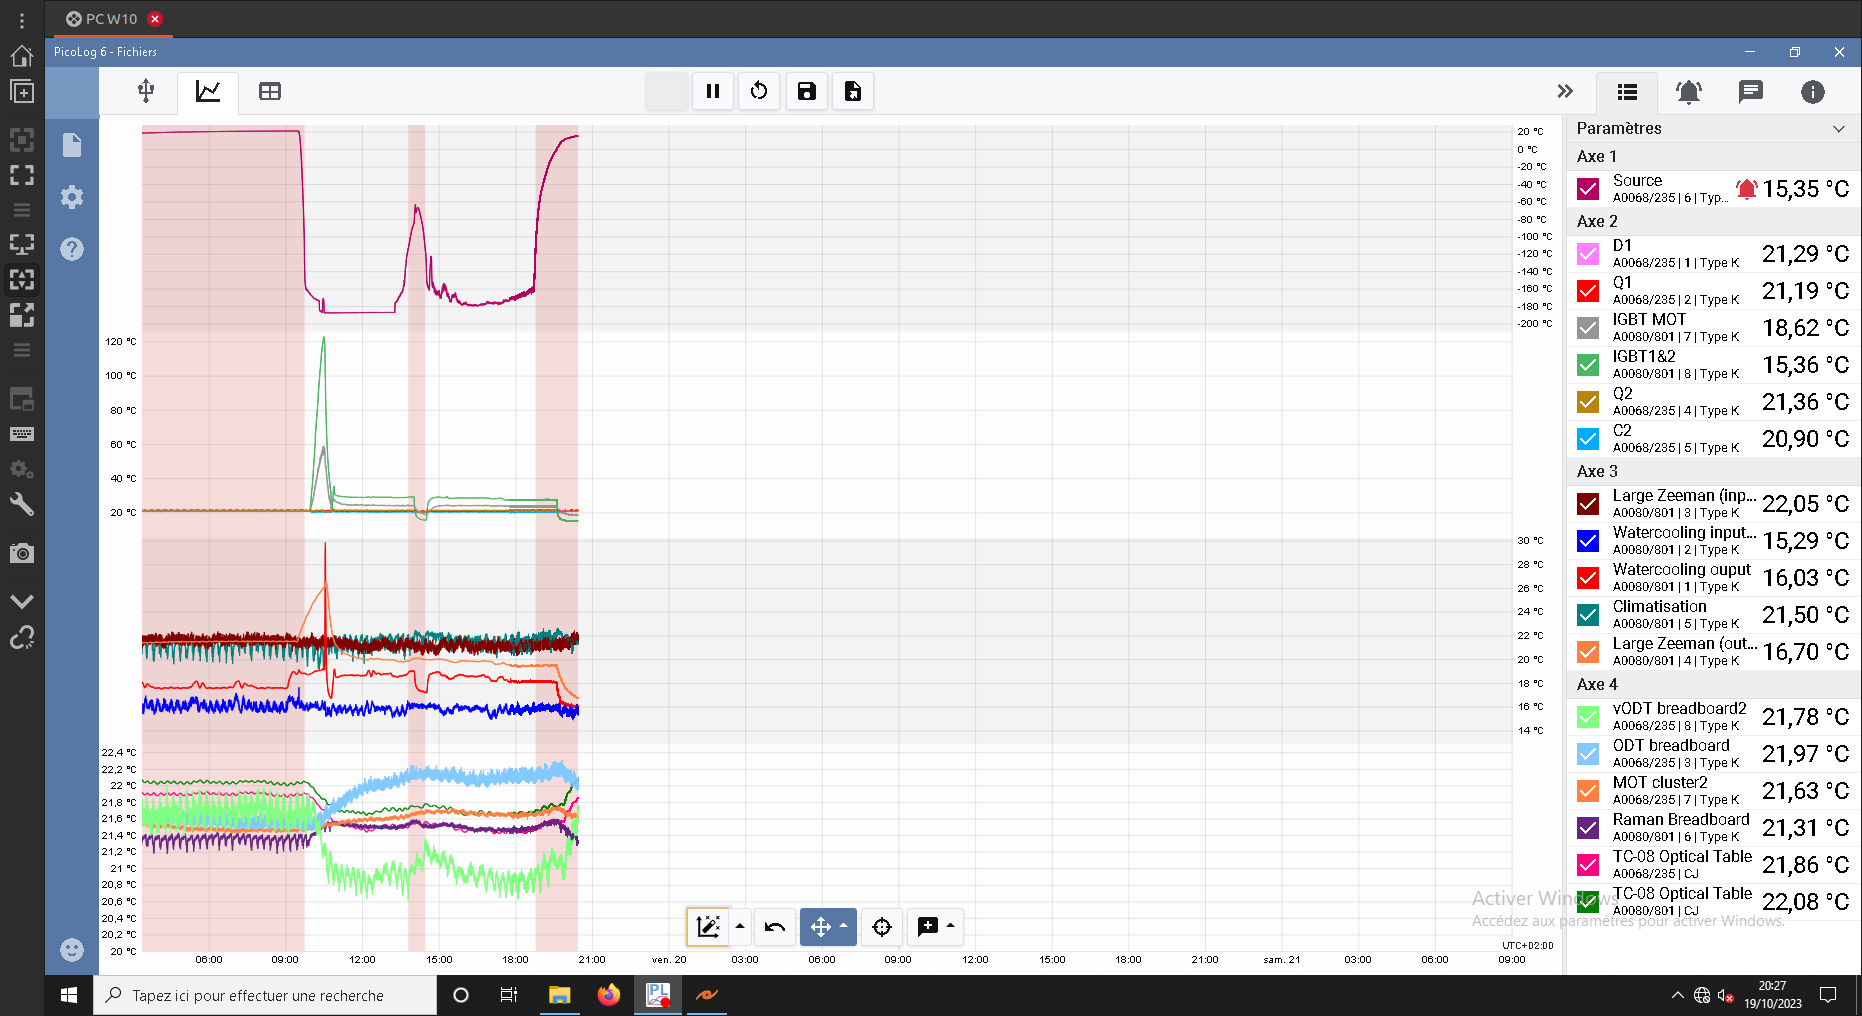 PC W10
PicoLog 6 - Fichiers
20 °C
0 °C
-20 °C
-40 °C
-60 °C
-80 °C
-100 °C
-120 °C
-140 °C
-160 °C
-180 °C
-200 °C
120 °C
100 °C
80 °C
60 °C
40 °C
20 °C
30 °C
28 °C
26 °C
24 °C
22 °C
20 °C
18 °C
16 °C
14 °C
22,4 °C
22,2 °C
22 °C
21,8 °C
21,6 °C
21,4 °C
21,2 °C
21 °C
20,8 °C
20,6 °C
20,4 °C
20,2 °C
20 °C
UTC+02:00
06:00 09:00 12:00 15:00 18:00 21:00 ven. 20 03:00 06:00 09:00 12:00 15:00 18:00 21:00 sam. 21 03:00 06:00 09:00
Paramètres
Axe 1
Source 15,35 °C
A0068/235 | 6 | Typ...
Axe 2
D1 21,29 °C
A0068/235 | 1 | Type K
Q1 21,19 °C
A0068/235 | 2 | Type K
IGBT MOT 18,62 °C
A0080/801 | 7 | Type K
IGBT1&2 15,36 °C
A0080/801 | 8 | Type K
Q2 21,36 °C
A0068/235 | 4 | Type K
C2 20,90 °C
A0068/235 | 5 | Type K
Axe 3
Large Zeeman (inp... 22,05 °C
A0080/801 | 3 | Type K
Watercooling input... 15,29 °C
A0080/801 | 2 | Type K
Watercooling ouput 16,03 °C
A0080/801 | 1 | Type K
Climatisation 21,50 °C
A0080/801 | 5 | Type K
Large Zeeman (out... 16,70 °C
A0080/801 | 4 | Type K
Axe 4
vODT breadboard2 21,78 °C
A0068/235 | 8 | Type K
ODT breadboard 21,97 °C
A0068/235 | 3 | Type K
MOT cluster2 21,63 °C
A0068/235 | 7 | Type K
Raman Breadboard 21,31 °C
A0080/801 | 6 | Type K
TC-08 Optical Table 21,86 °C
A0068/235 | CJ
TC-08 Optical Table 22,08 °C
A0080/801 | CJ
Activer Windows
Accédez aux paramètres pour activer Windows.
Tapez ici pour effectuer une recherche
PL
20:27
19/10/2023